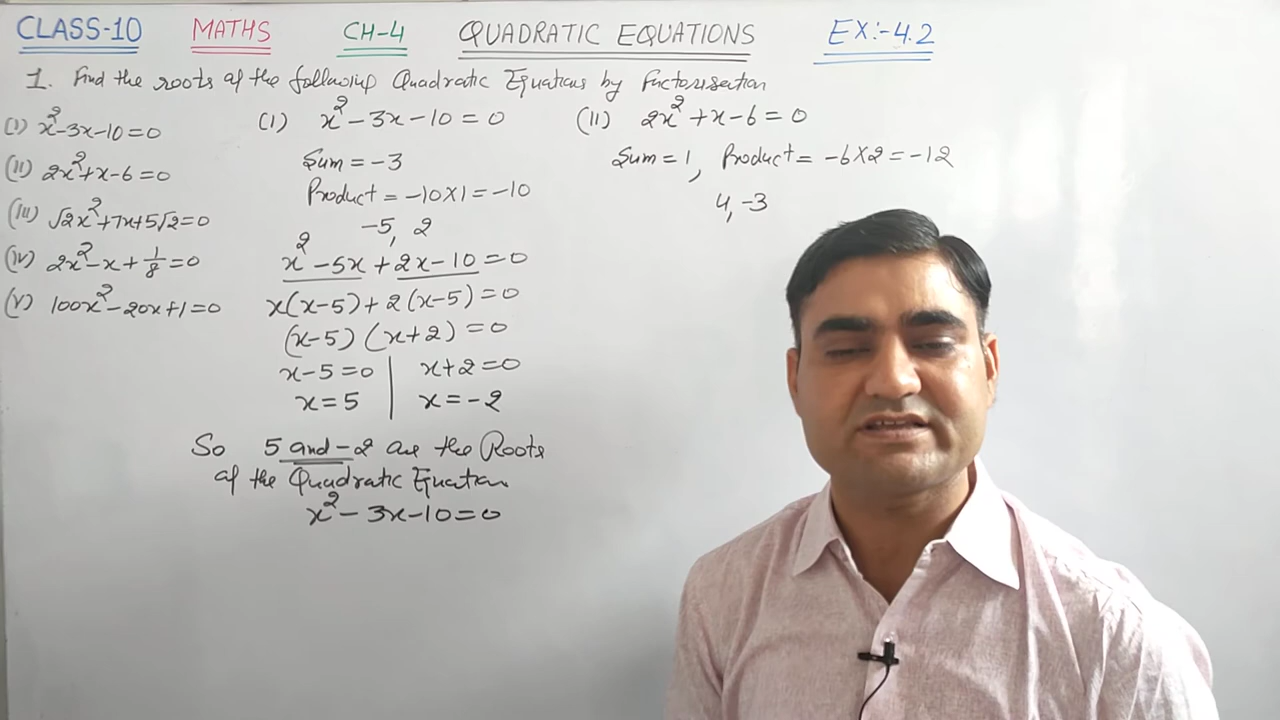 CLASS-10 MATHS CH-4 QUADRATIC EQUATIONS EX:-4.2
1. Find the roots of the following Quadratic Equations by Factorisation
(i) x²-3x-10=0
(ii) 2x²+x-6=0
(iii) √2x²+7x+5√2=0
(iv) 2x²-x+1/8=0
(v) 100x²-20x+1=0
(i) x²-3x-10=0
Sum = -3
Product = -10×1 = -10
-5, 2
x²-5x+2x-10=0
x(x-5)+2(x-5)=0
(x-5)(x+2)=0
x-5=0 | x+2=0
x=5 | x=-2
So 5 and -2 are the Roots
of the Quadratic Equation
x²-3x-10=0
(ii) 2x²+x-6=0
Sum=1, Product = -6×2=-12
4, -3